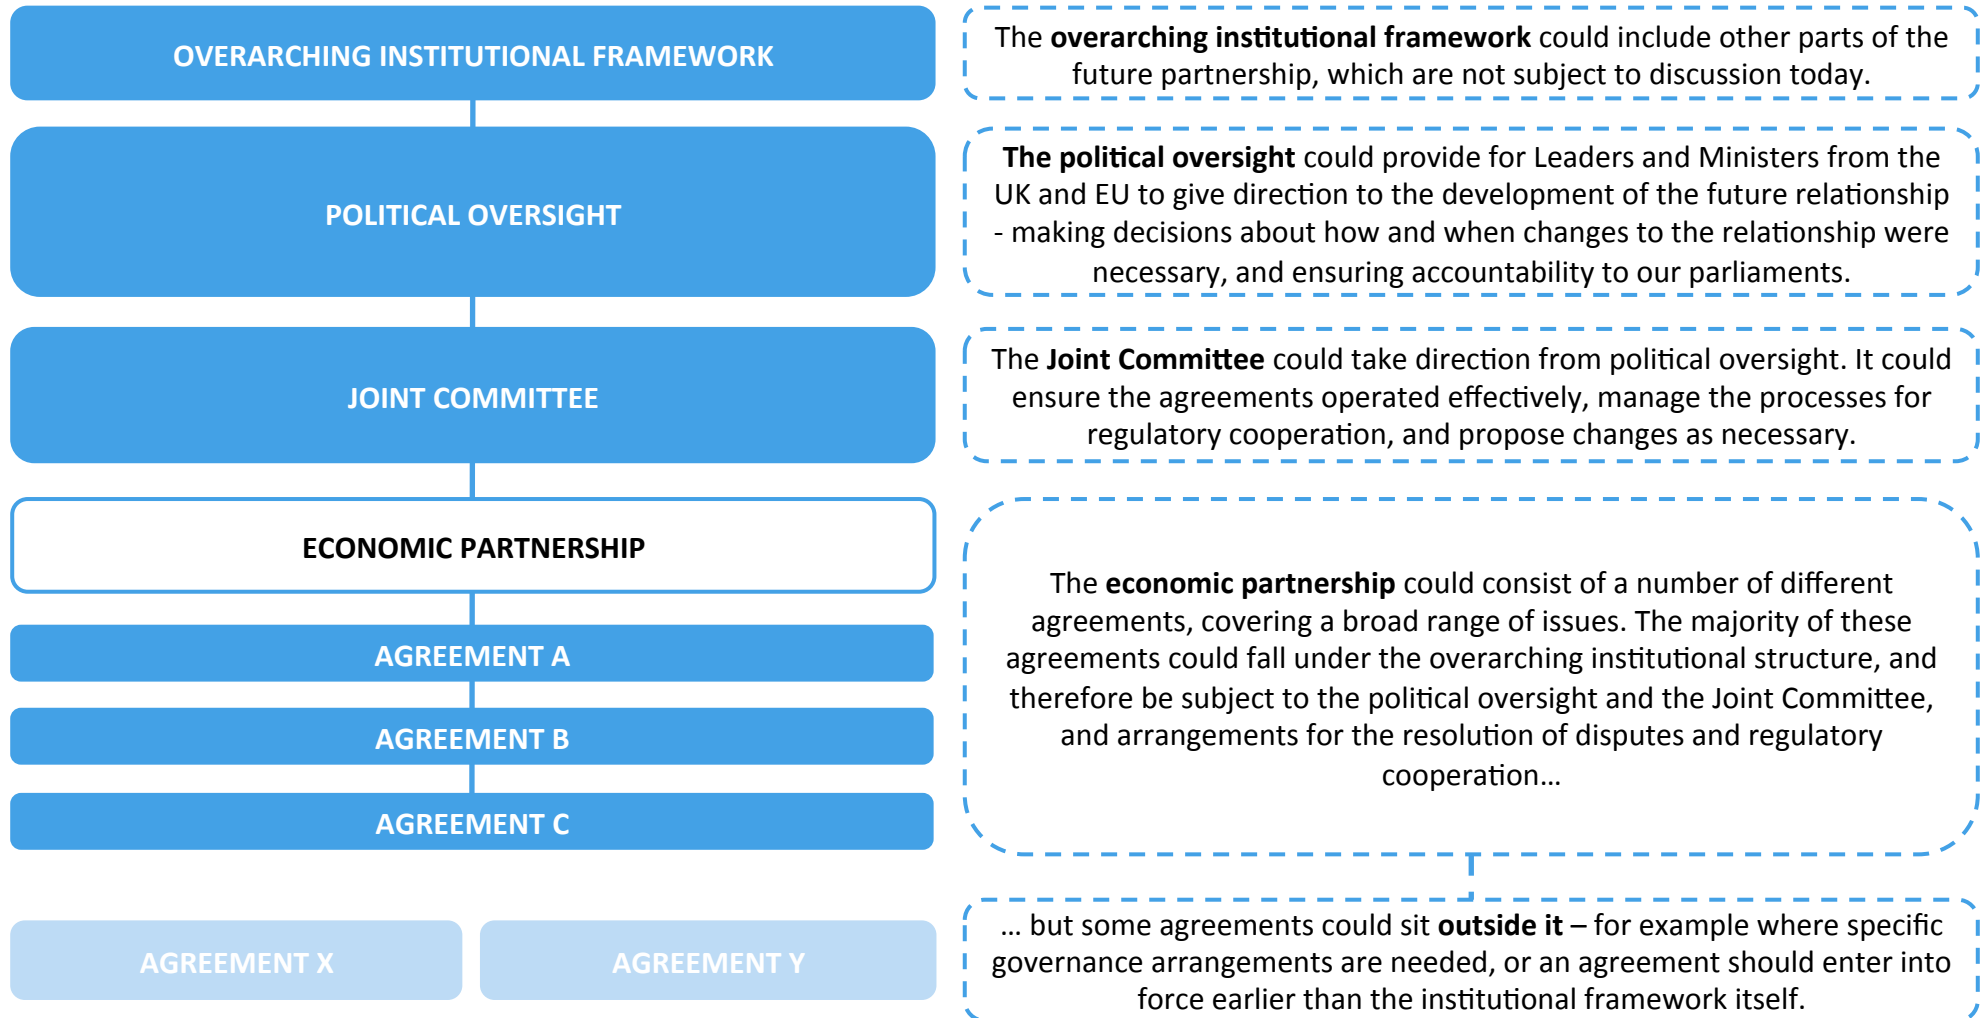 OVERARCHING INSTITUTIONAL FRAMEWORK
The overarching institutional framework could include other parts of the
future partnership, which are not subject to discussion today.
POLITICAL OVERSIGHT
The political oversight could provide for Leaders and Ministers from the
UK and EU to give direction to the development of the future relationship
- making decisions about how and when changes to the relationship were
necessary, and ensuring accountability to our parliaments.
JOINT COMMITTEE
The Joint Committee could take direction from political oversight. It could
ensure the agreements operated effectively, manage the processes for
regulatory cooperation, and propose changes as necessary.
ECONOMIC PARTNERSHIP
AGREEMENT A
AGREEMENT B
AGREEMENT C
The economic partnership could consist of a number of different
agreements, covering a broad range of issues. The majority of these
agreements could fall under the overarching institutional structure, and
therefore be subject to the political oversight and the Joint Committee,
and arrangements for the resolution of disputes and regulatory
cooperation…
AGREEMENT X
AGREEMENT Y
… but some agreements could sit outside it – for example where specific
governance arrangements are needed, or an agreement should enter into
force earlier than the institutional framework itself.